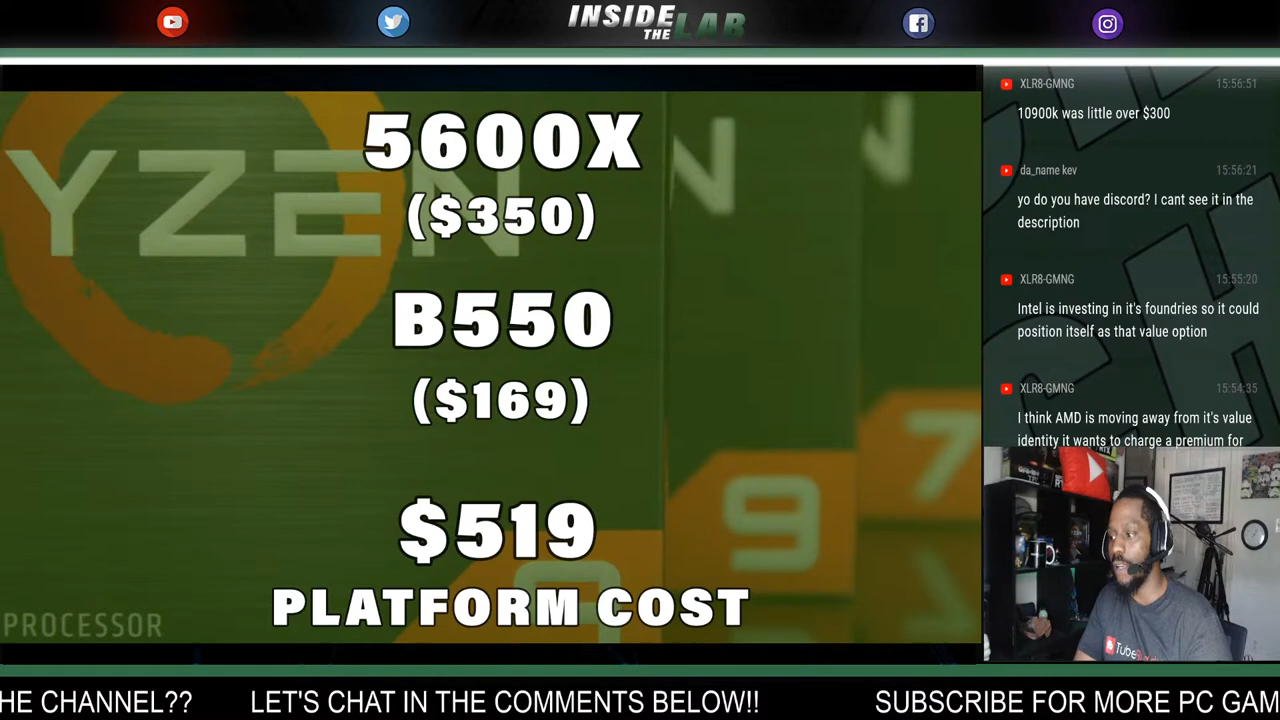 INSIDE
THE LAB
YZEN
N
N
5600X
($350)
B550
($169)
9
7
$519
PLATFORM COST
PROCESSOR
XLR8-GMNG 15:56:51
10900k was little over $300
da_name kev 15:56:21
yo do you have discord? I cant see it in the
description
XLR8-GMNG 15:55:20
Intel is investing in it's foundries so it could
position itself as that value option
XLR8-GMNG 15:54:35
I think AMD is moving away from it's value
identity it wants to charge a premium for
HE CHANNEL?? LET'S CHAT IN THE COMMENTS BELOW!! SUBSCRIBE FOR MORE PC GAM